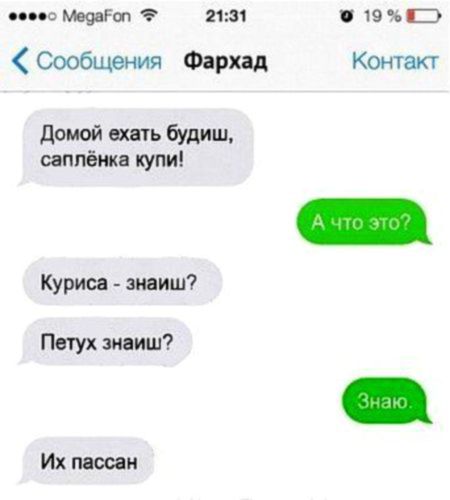 MegaFon 21:31 19 %
Сообщения Фархад Контакт
Домой ехать будиш,
саплёнка купи!
А что это?
Куриса - знаиш?
Петух знаиш?
Знаю.
Их пассан